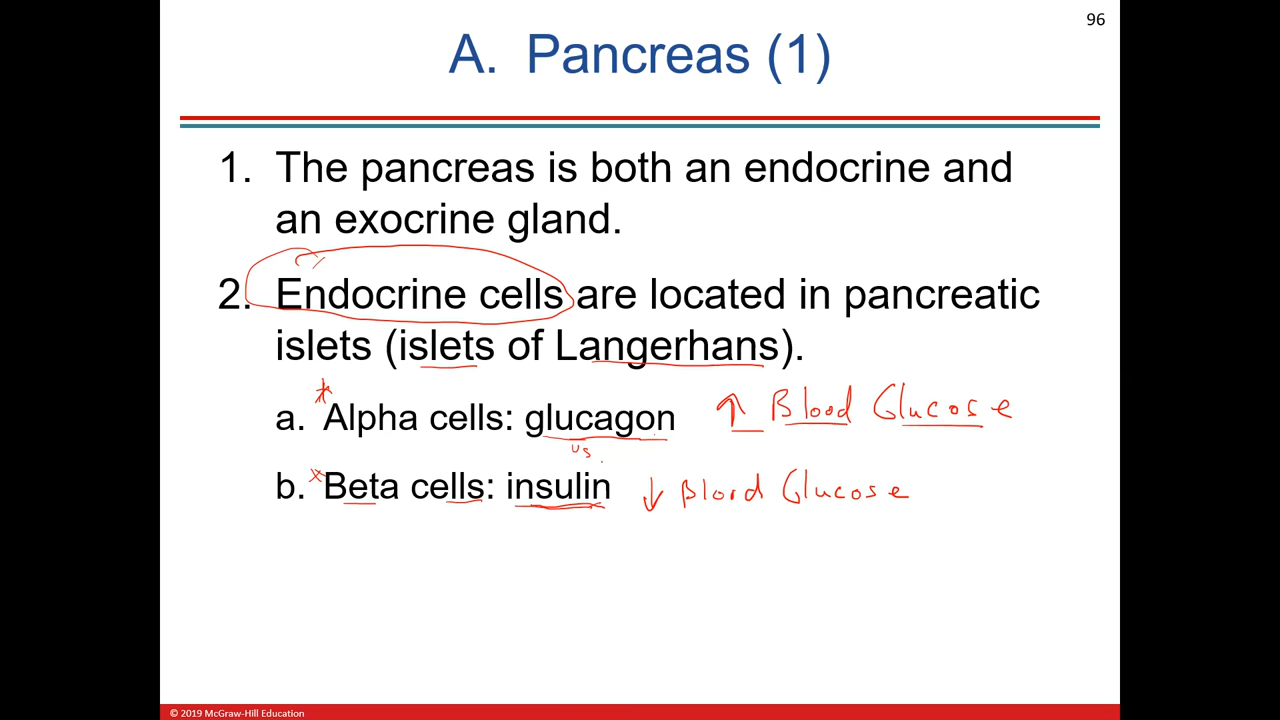 96
A. Pancreas (1)
1. The pancreas is both an endocrine and
an exocrine gland.
2. Endocrine cells are located in pancreatic
islets (islets of Langerhans).
a. *Alpha cells: glucagon ↑ Blood Glucose
vs.
b. *Beta cells: insulin ↓ Blood Glucose
© 2019 McGraw-Hill Education